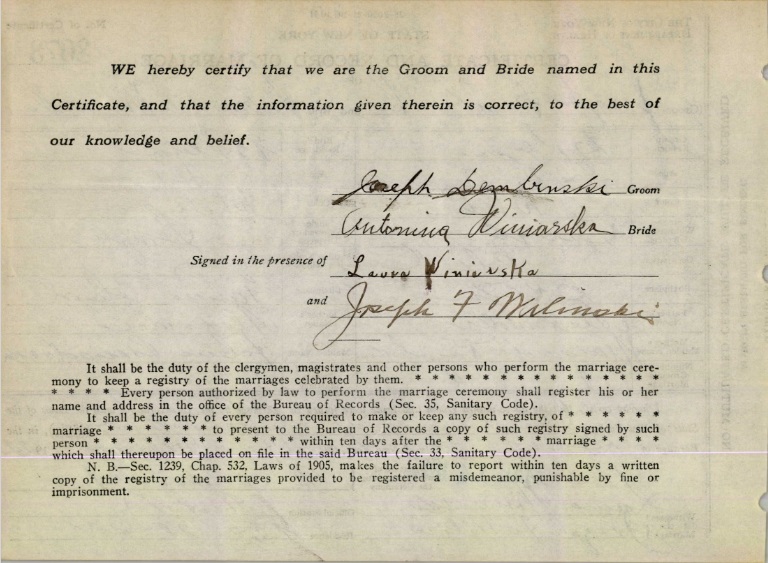 WE hereby certify that we are the Groom and Bride named in this
Certificate, and that the information given therein is correct, to the best of
our knowledge and belief.
Joseph Dembinski Groom
Antonina Winiarska Bride
Signed in the presence of Laura Winiarska
and Joseph F Wilinski
It shall be the duty of the clergymen, magistrates and other persons who perform the marriage cere-
mony to keep a registry of the marriages celebrated by them. * * * * * * * * * * * * * *
* * * * Every person authorized by law to perform the marriage ceremony shall register his or her
name and address in the office of the Bureau of Records (Sec. 35, Sanitary Code).
It shall be the duty of every person required to make or keep any such registry, of * * * * * *
marriage * * * * * * to present to the Bureau of Records a copy of such registry signed by such
person * * * * * * * * * * * * within ten days after the * * * * * * marriage * * * *
which shall thereupon be placed on file in the said Bureau (Sec. 33, Sanitary Code).
N. B.—Sec. 1239, Chap. 532, Laws of 1905, makes the failure to report within ten days a written
copy of the registry of the marriages provided to be registered a misdemeanor, punishable by fine or
imprisonment.